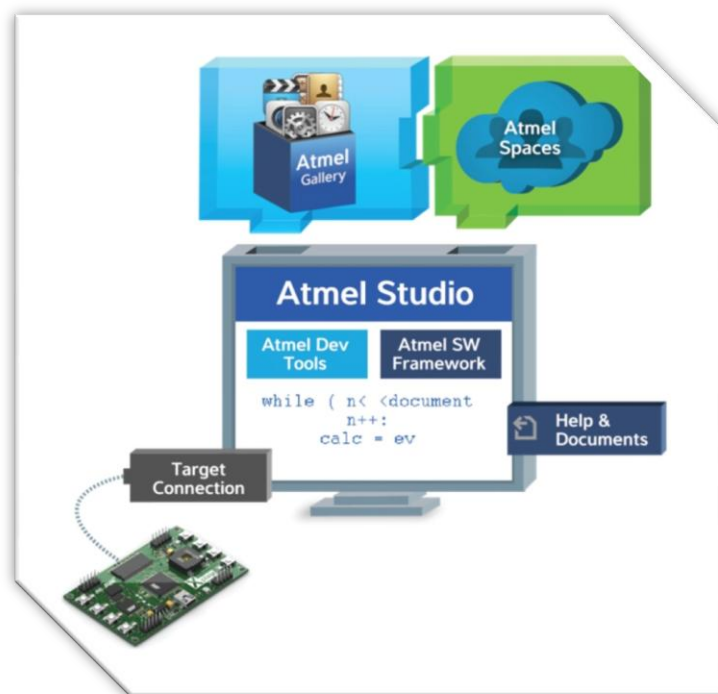 Atmel
Gallery
Atmel
Spaces
Atmel Studio
Atmel Dev
Tools
Atmel SW
Framework
while ( n< <document
n++:
calc = ev
Help &
Documents
Target
Connection